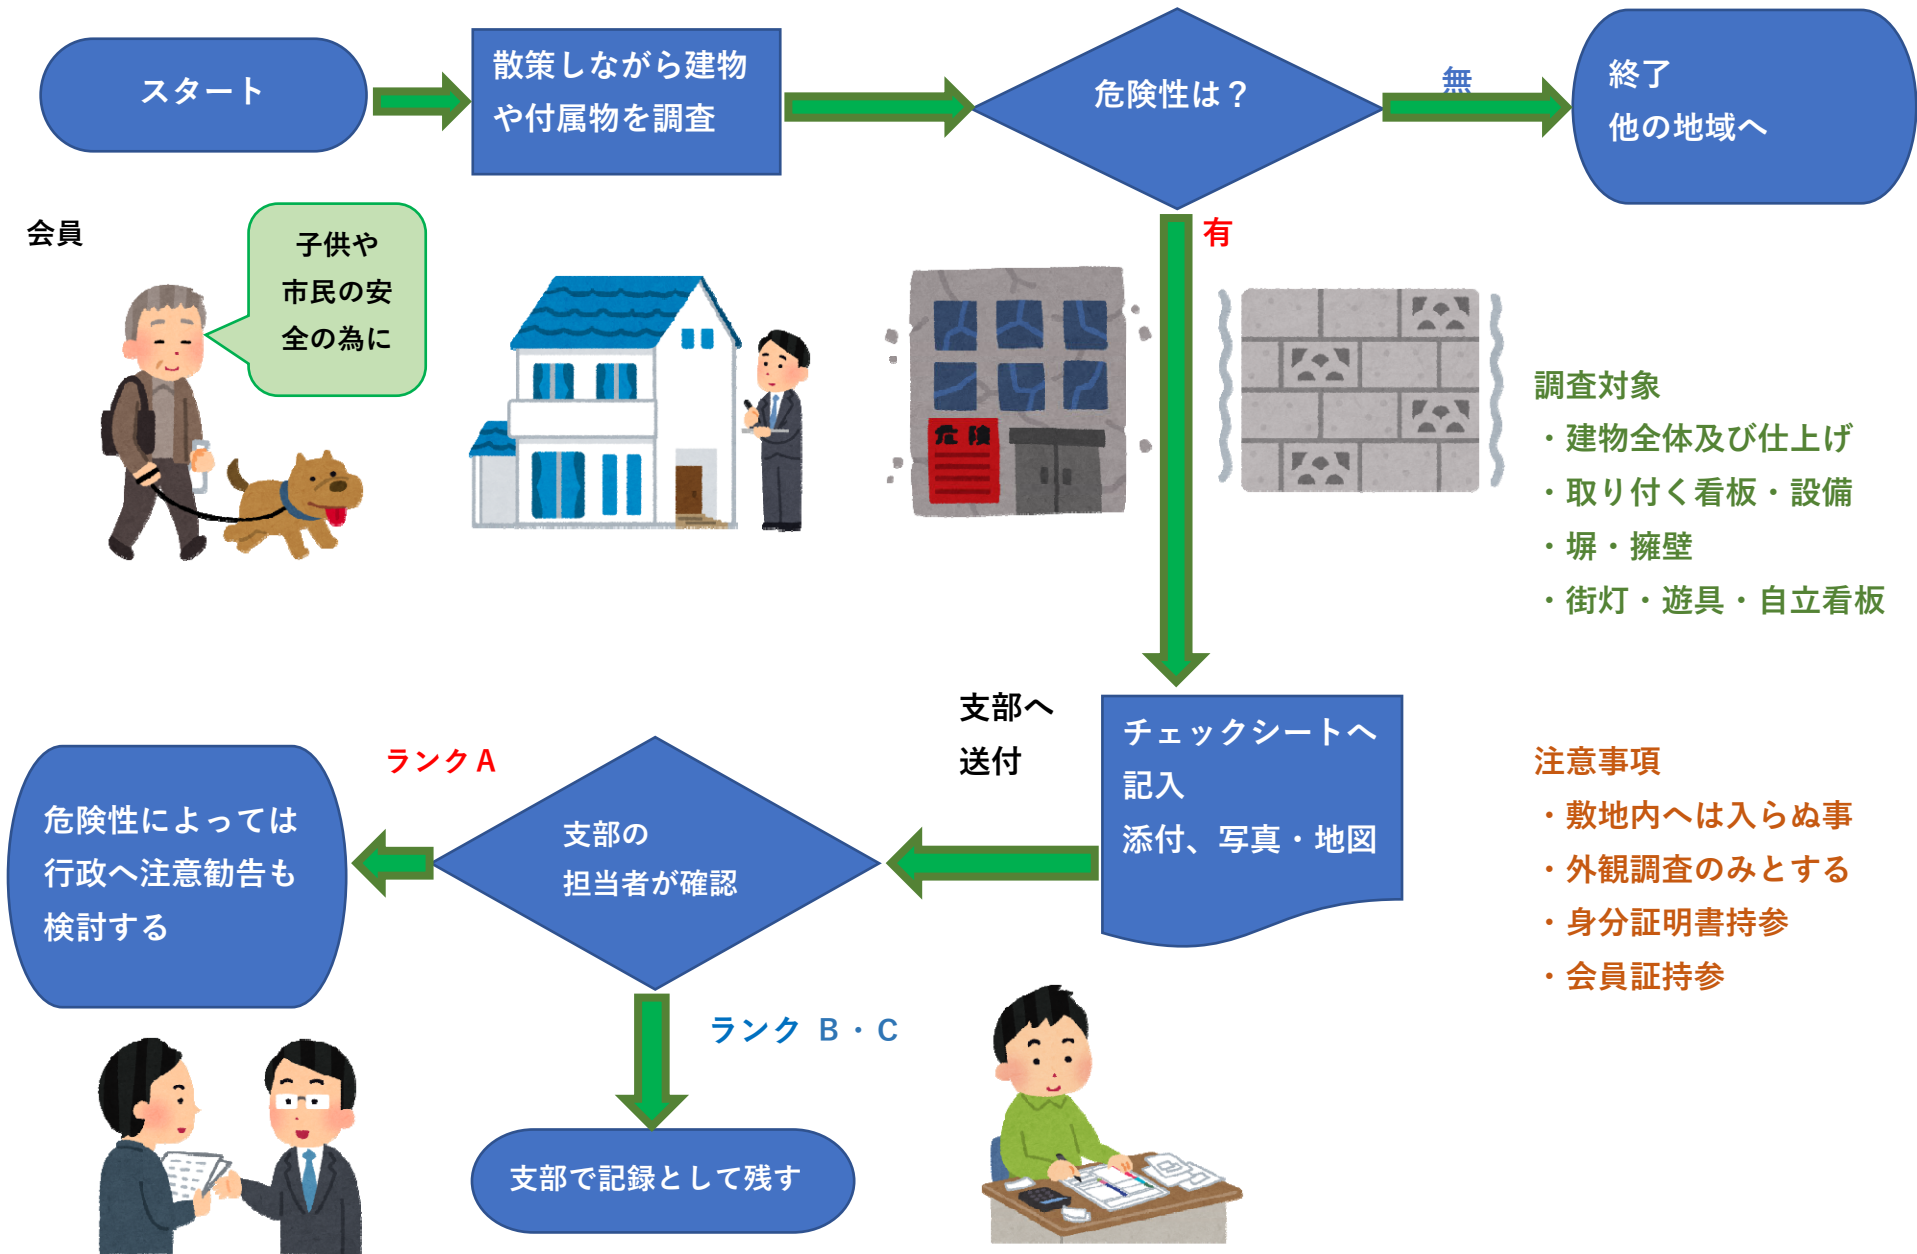 スタート
散策しながら建物
や付属物を調査
危険性は？
無
終了
他の地域へ
会員
子供や
市民の安
全の為に
有
危険
調査対象
・建物全体及び仕上げ
・取り付く看板・設備
・塀・擁壁
・街灯・遊具・自立看板
支部へ
送付
チェックシートへ
記入
添付、写真・地図
注意事項
・敷地内へは入らぬ事
・外観調査のみとする
・身分証明書持参
・会員証持参
ランクA
支部の
担当者が確認
危険性によっては
行政へ注意勧告も
検討する
ランク B・C
支部で記録として残す